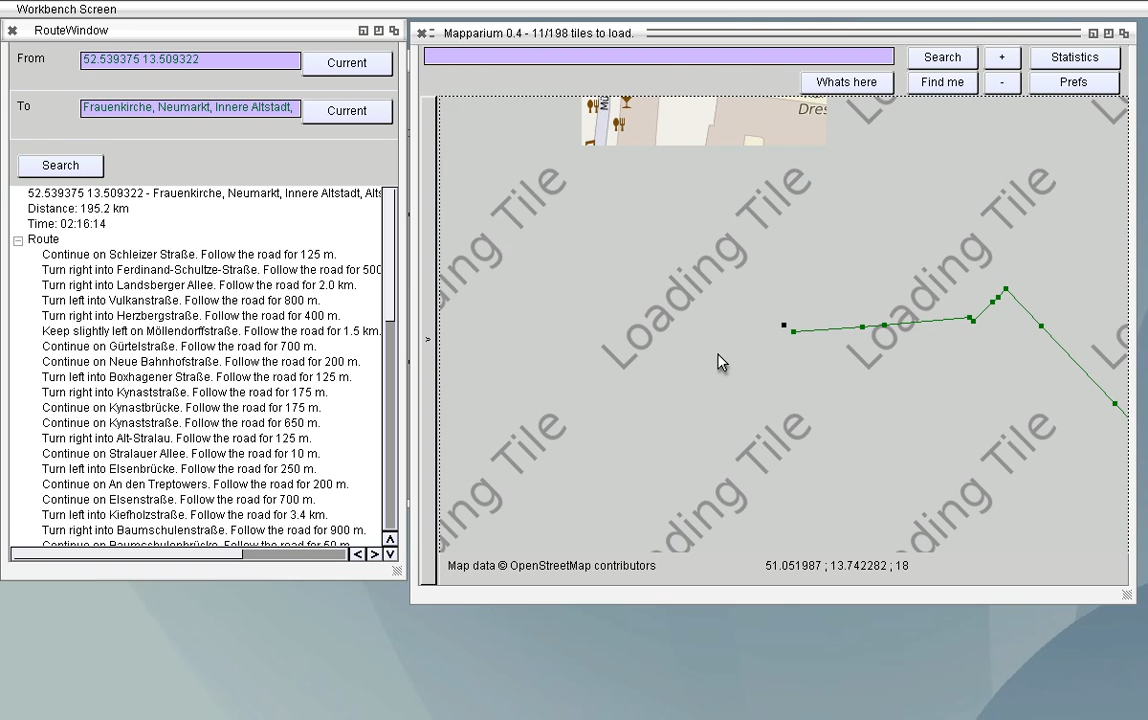 Workbench Screen
RouteWindow
From
52.539375 13.509322
Current
To
Frauenkirche, Neumarkt, Innere Altstadt,
Current
Search
52.539375 13.509322 - Frauenkirche, Neumarkt, Innere Altstadt, Alts
Distance: 195.2 km
Time: 02:16:14
Route
Continue on Schleizer Straße. Follow the road for 125 m.
Turn right into Ferdinand-Schultze-Straße. Follow the road for 500
Turn right into Landsberger Allee. Follow the road for 2.0 km.
Turn left into Vulkanstraße. Follow the road for 800 m.
Turn right into Herzbergstraße. Follow the road for 400 m.
Keep slightly left on Möllendorffstraße. Follow the road for 1.5 km.
Continue on Gürtelstraße. Follow the road for 700 m.
Continue on Neue Bahnhofstraße. Follow the road for 200 m.
Turn left into Boxhagener Straße. Follow the road for 125 m.
Turn right into Kynaststraße. Follow the road for 175 m.
Continue on Kynastbrücke. Follow the road for 175 m.
Continue on Kynaststraße. Follow the road for 650 m.
Turn right into Alt-Stralau. Follow the road for 125 m.
Continue on Stralauer Allee. Follow the road for 10 m.
Turn left into Elsenbrücke. Follow the road for 250 m.
Continue on An den Treptowers. Follow the road for 200 m.
Continue on Elsenstraße. Follow the road for 700 m.
Turn left into Kiefholzstraße. Follow the road for 3.4 km.
Turn right into Baumschulenstraße. Follow the road for 900 m.
Continue on Baumschulenbrücke. Follow the road for 50 m.
Mapparium 0.4 - 11/198 tiles to load.
Search
+
Statistics
Whats here
Find me
-
Prefs
Mü
Dres
ding Tile
Loading Tile
Loading Tile
ding Tile
ading Tile
ading Tile
Map data © OpenStreetMap contributors
51.051987 ; 13.742282 ; 18